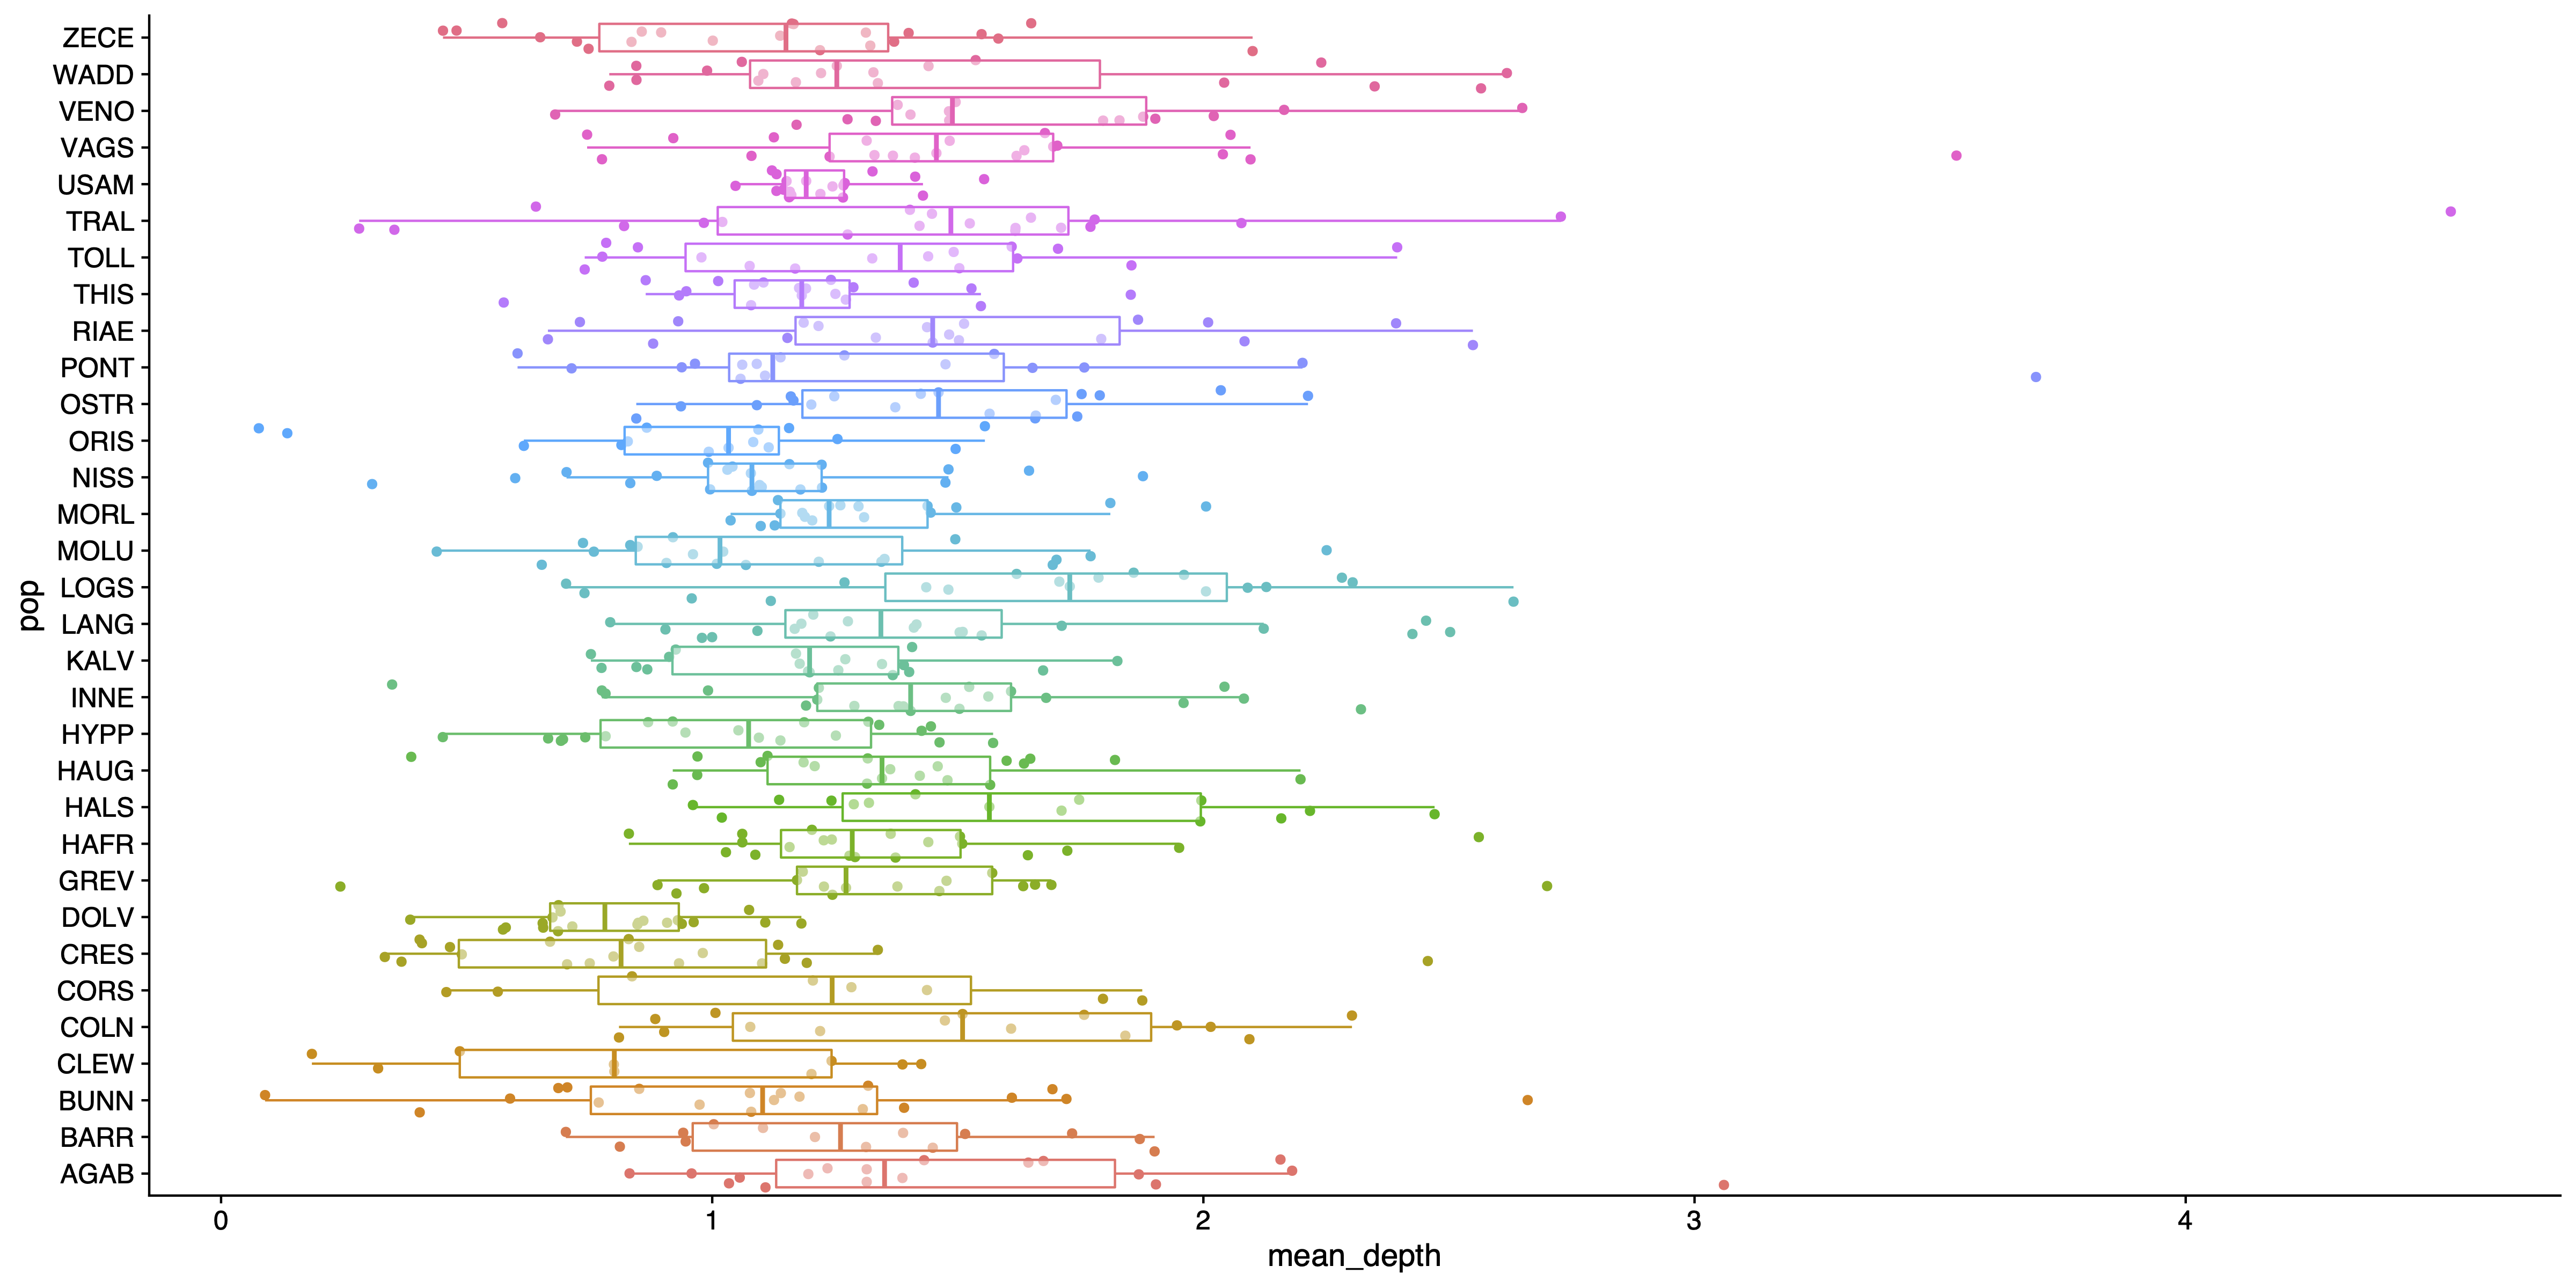 ZECE
WADD
VENO
VAGS
USAM
TRAL
TOLL
THIS
RIAE
PONT
OSTR
ORIS
NISS
MORL
MOLU
LOGS
LANG
KALV
INNE
HYPP
HAUG
HALS
HAFR
GREV
DOLV
CRES
CORS
COLN
CLEW
BUNN
BARR
AGAB
pop
0 1 2 3 4
mean_depth